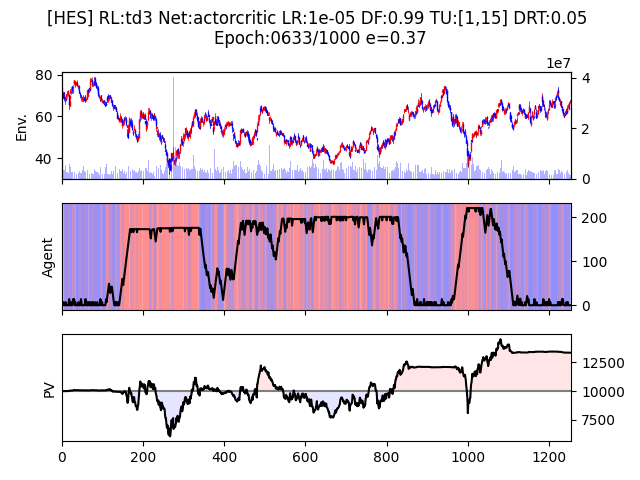 [HES] RL:td3 Net:actorcritic LR:1e-05 DF:0.99 TU:[1,15] DRT:0.05
Epoch:0633/1000 e=0.37
1e7
80
60
40
Env.
4
2
0
Agent
200
100
0
PV
12500
10000
7500
0 200 400 600 800 1000 1200